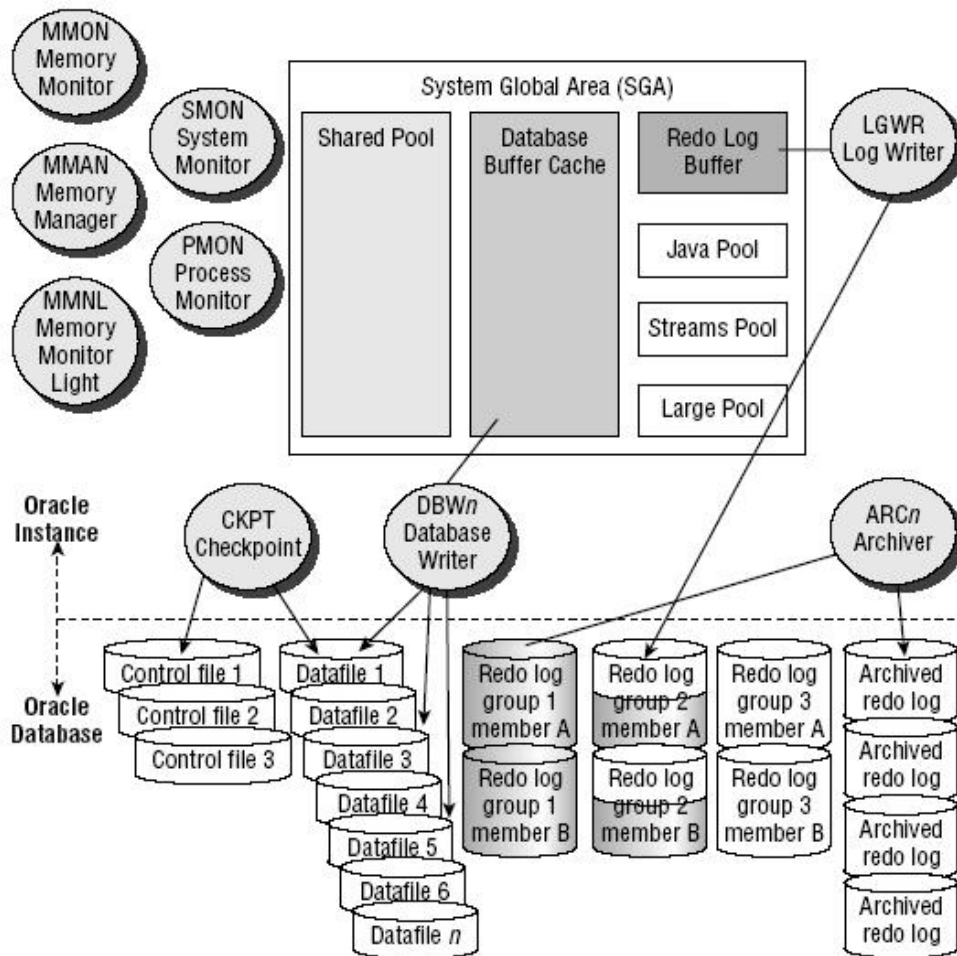 MMON
Memory
Monitor
SMON
System
Monitor
MMAN
Memory
Manager
PMON
Process
Monitor
MMNL
Memory
Monitor
Light
System Global Area (SGA)
Shared Pool
Database
Buffer Cache
Redo Log
Buffer
Java Pool
Streams Pool
Large Pool
LGWR
Log Writer
Oracle
Instance
CKPT
Checkpoint
DBWn
Database
Writer
ARCn
Archiver
Oracle
Database
Control file 1
Control file 2
Control file 3
Datafile 1
Datafile 2
Datafile 3
Datafile 4
Datafile 5
Datafile 6
Datafile n
Redo log
group 1
member A
Redo log
group 1
member B
Redo log
group 2
member A
Redo log
group 2
member B
Redo log
group 3
member A
Redo log
group 3
member B
Archived
redo log
Archived
redo log
Archived
redo log
Archived
redo log